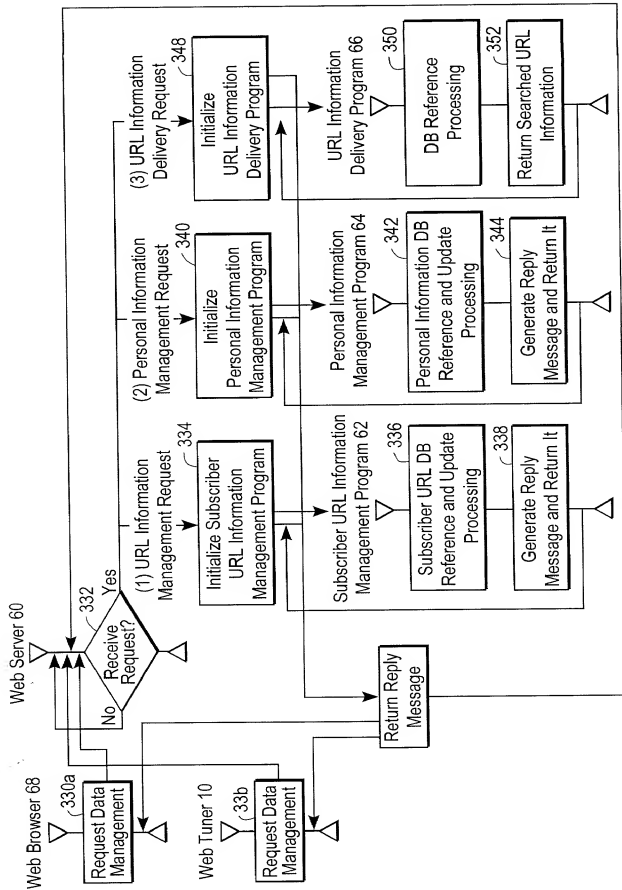 Web Browser 68
330a
Request Data
Management
Web Tuner 10
33b
Request Data
Management
Web Server 60
332
Receive
Request?
No
Yes
Return Reply
Message
(1) URL Information
Management Request
334
Initialize Subscriber
URL Information
Management Program
Subscriber URL Information
Management Program 62
336
Subscriber URL DB
Reference and Update
Processing
338
Generate Reply
Message and Return It
(2) Personal Information
Management Request
340
Initialize
Personal Information
Management Program
Personal Information
Management Program 64
342
Personal Information DB
Reference and Update
Processing
344
Generate Reply
Message and Return It
(3) URL Information
Delivery Request
348
Initialize
URL Information
Delivery Program
URL Information
Delivery Program 66
350
DB Reference
Processing
352
Return Searched URL
Information